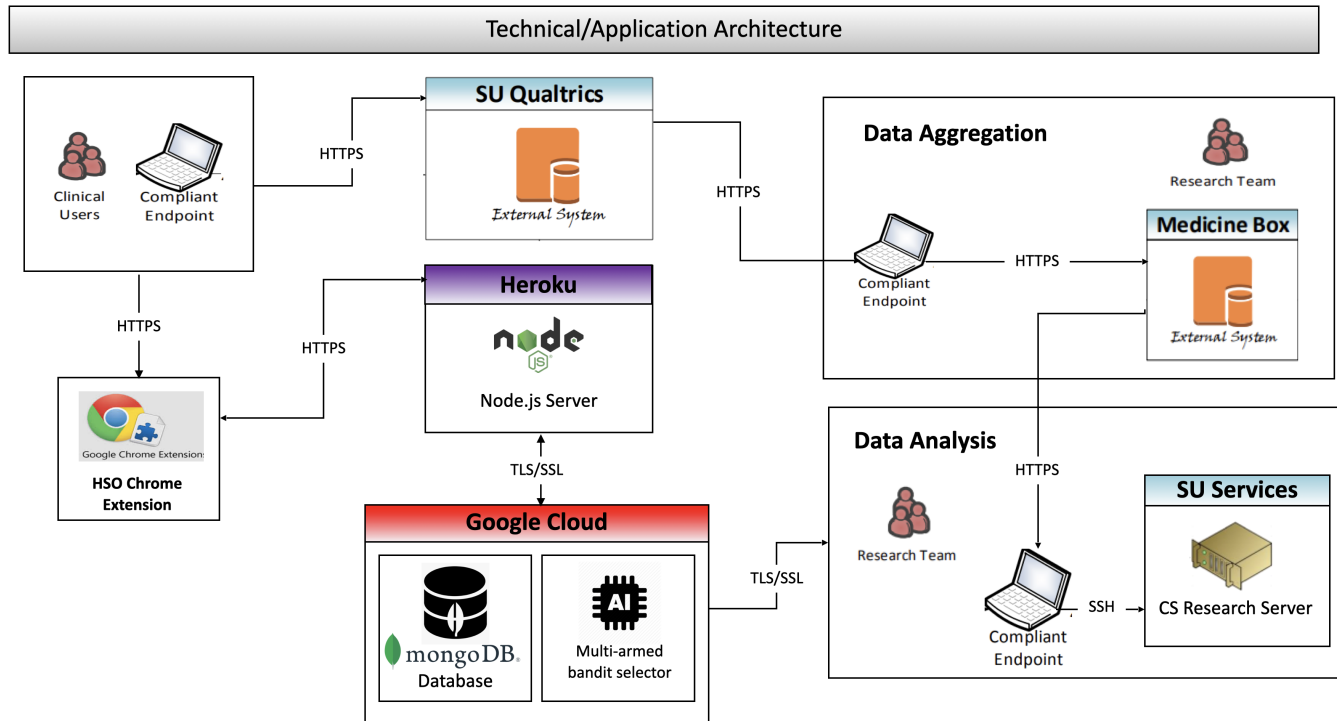 Technical/Application Architecture
Clinical
Users
Compliant
Endpoint
HTTPS
SU Qualtrics
External System
HTTPS
Data Aggregation
Research Team
Compliant
Endpoint
HTTPS
Medicine Box
External System
HTTPS
HTTPS
Heroku
node
JS
Node.js Server
Google Chrome Extensions
HSO Chrome
Extension
TLS/SSL
Google Cloud
mongoDB
Database
AI
Multi-armed
bandit selector
TLS/SSL
Data Analysis
Research Team
HTTPS
Compliant
Endpoint
SSH
SU Services
CS Research Server